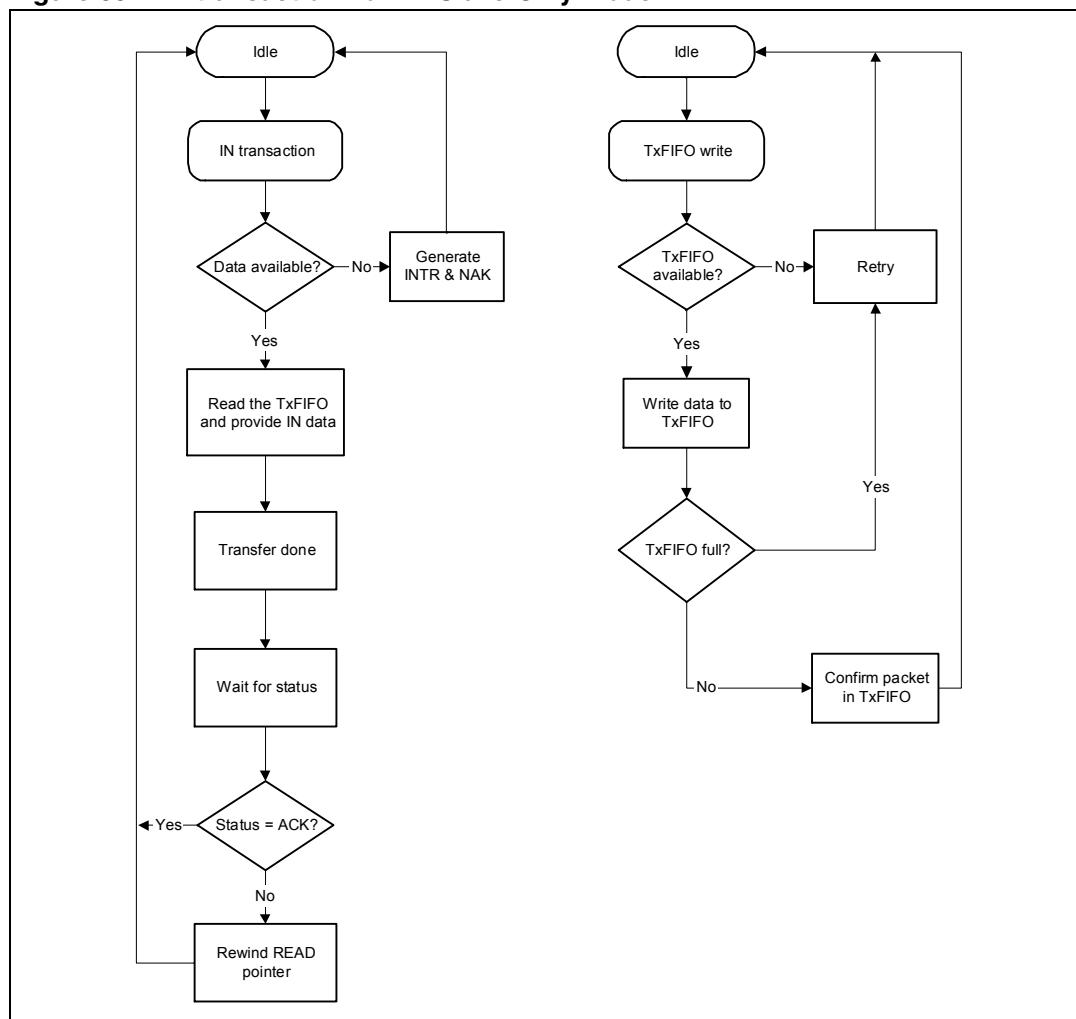 Idle
IN transaction
Data available?
No
Generate
INTR & NAK
Yes
Read the TxFIFO
and provide IN data
Transfer done
Wait for status
Status = ACK?
Yes
No
Rewind READ
pointer
Idle
TxFIFO write
TxFIFO
available?
No
Retry
Yes
Write data to
TxFIFO
Yes
TxFIFO full?
No
Confirm packet
in TxFIFO